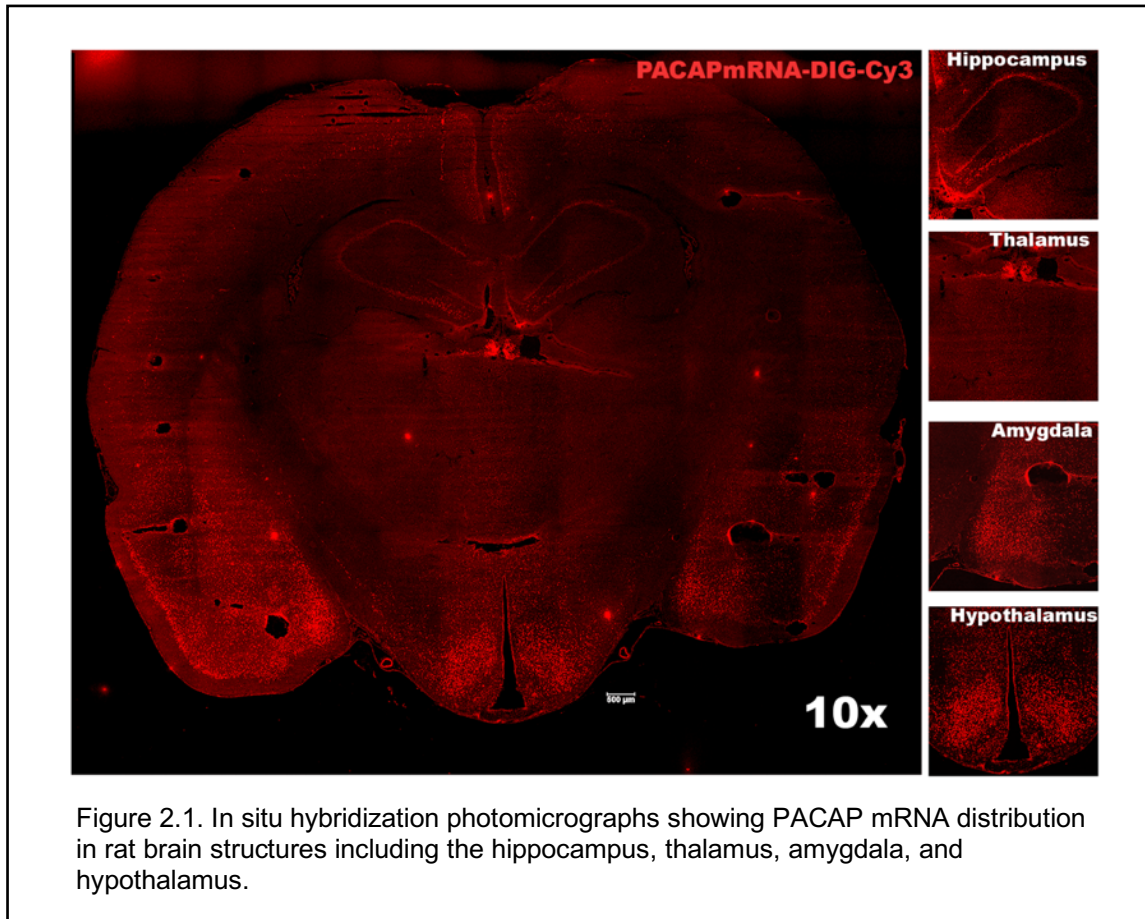 PACAPmRNA-DIG-Cy3
Hippocampus
Thalamus
Amygdala
Hypothalamus
500 µm
10x
Figure 2.1. In situ hybridization photomicrographs showing PACAP mRNA distribution
in rat brain structures including the hippocampus, thalamus, amygdala, and
hypothalamus.